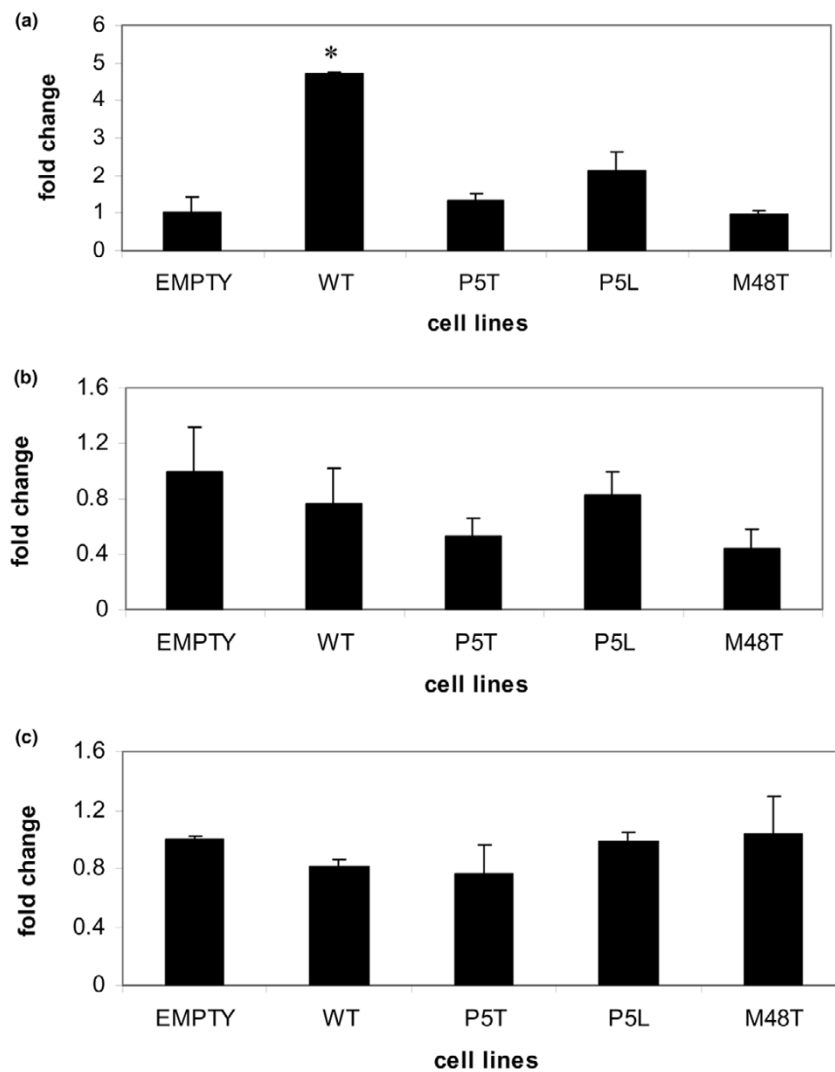 (a)
fold change
6
5
4
3
2
1
0
*
EMPTY WT P5T P5L M48T
cell lines
(b)
fold change
1.6
1.2
0.8
0.4
0
EMPTY WT P5T P5L M48T
cell lines
(c)
fold change
1.6
1.2
0.8
0.4
0
EMPTY WT P5T P5L M48T
cell lines